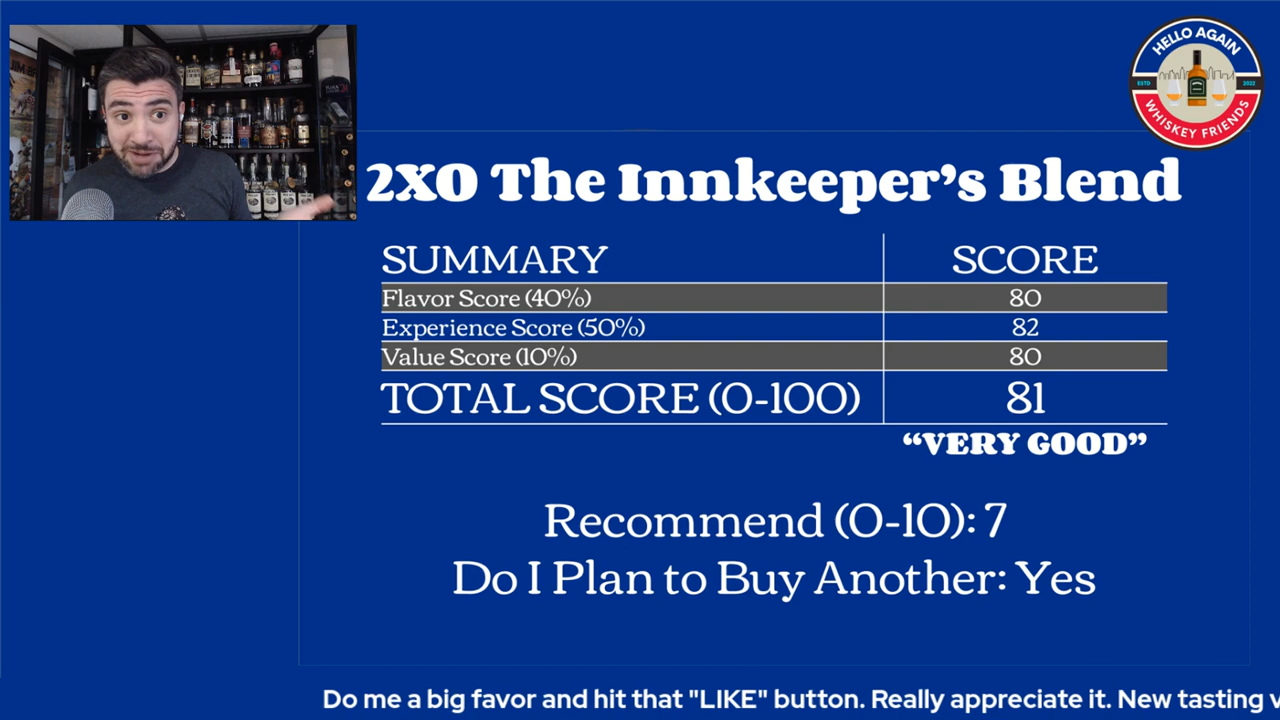 HELLO AGAIN
ESTD
2022
WHISKEY FRIENDS
2XO The Innkeeper's Blend
SUMMARY SCORE
Flavor Score (40%) 80
Experience Score (50%) 82
Value Score (10%) 80
TOTAL SCORE (0-100) 81
“VERY GOOD”
Recommend (0-10): 7
Do I Plan to Buy Another: Yes
Do me a big favor and hit that "LIKE" button. Really appreciate it. New tasting